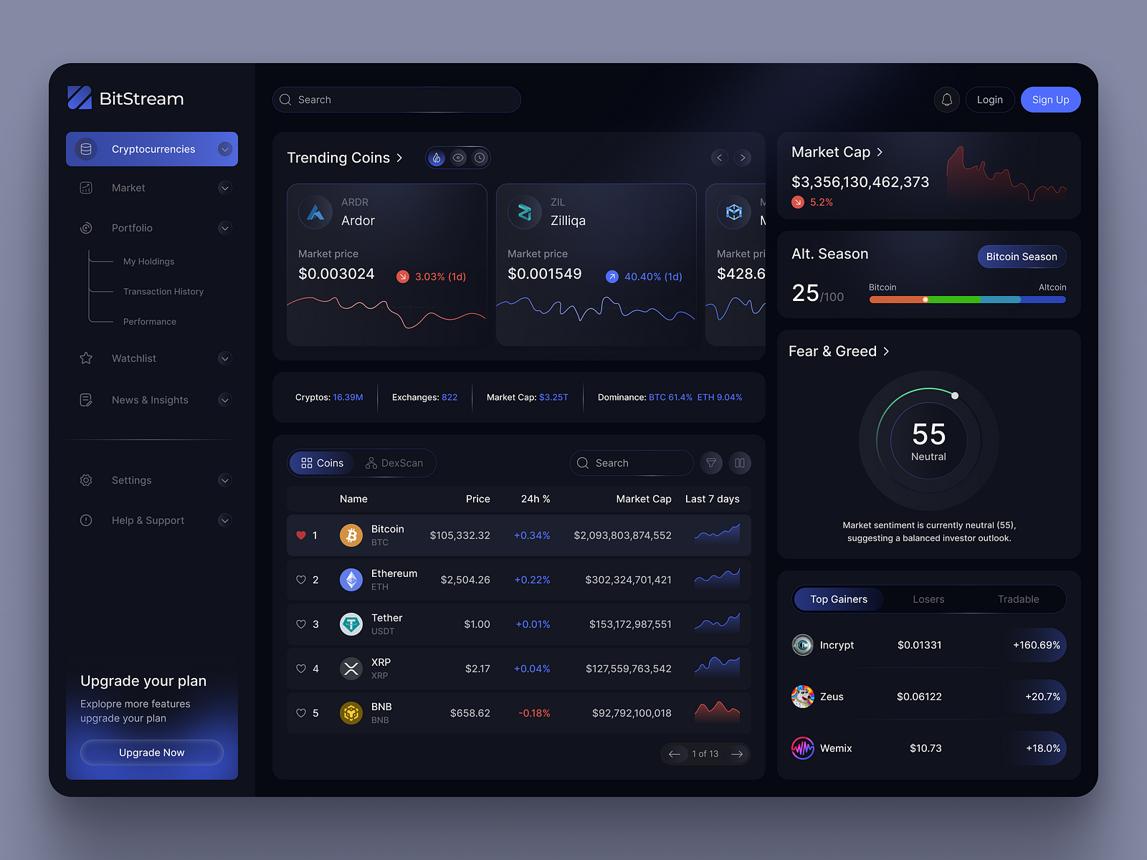 BitStream
Cryptocurrencies
Market
Portfolio
My Holdings
Transaction History
Performance
Watchlist
News & Insights
Settings
Help & Support
Upgrade your plan
Explopre more features
upgrade your plan
Upgrade Now
Search
Login
Sign Up
Trending Coins
ARDR
Ardor
Market price
$0.003024
3.03% (1d)
ZIL
Zilliqa
Market price
$0.001549
40.40% (1d)
Market pri
$428.6
Cryptos: 16.39M
Exchanges: 822
Market Cap: $3.25T
Dominance: BTC 61.4% ETH 9.04%
Coins
DexScan
Search
Name Price 24h % Market Cap Last 7 days
1 Bitcoin BTC $105,332.32 +0.34% $2,093,803,874,552
2 Ethereum ETH $2,504.26 +0.22% $302,324,701,421
3 Tether USDT $1.00 +0.01% $153,172,987,551
4 XRP XRP $2.17 +0.04% $127,559,763,542
5 BNB BNB $658.62 -0.18% $92,792,100,018
1 of 13
Market Cap
$3,356,130,462,373
5.2%
Alt. Season
Bitcoin Season
25/100
Bitcoin Altcoin
Fear & Greed
55
Neutral
Market sentiment is currently neutral (55),
suggesting a balanced investor outlook.
Top Gainers Losers Tradable
Incrypt $0.01331 +160.69%
Zeus $0.06122 +20.7%
Wemix $10.73 +18.0%